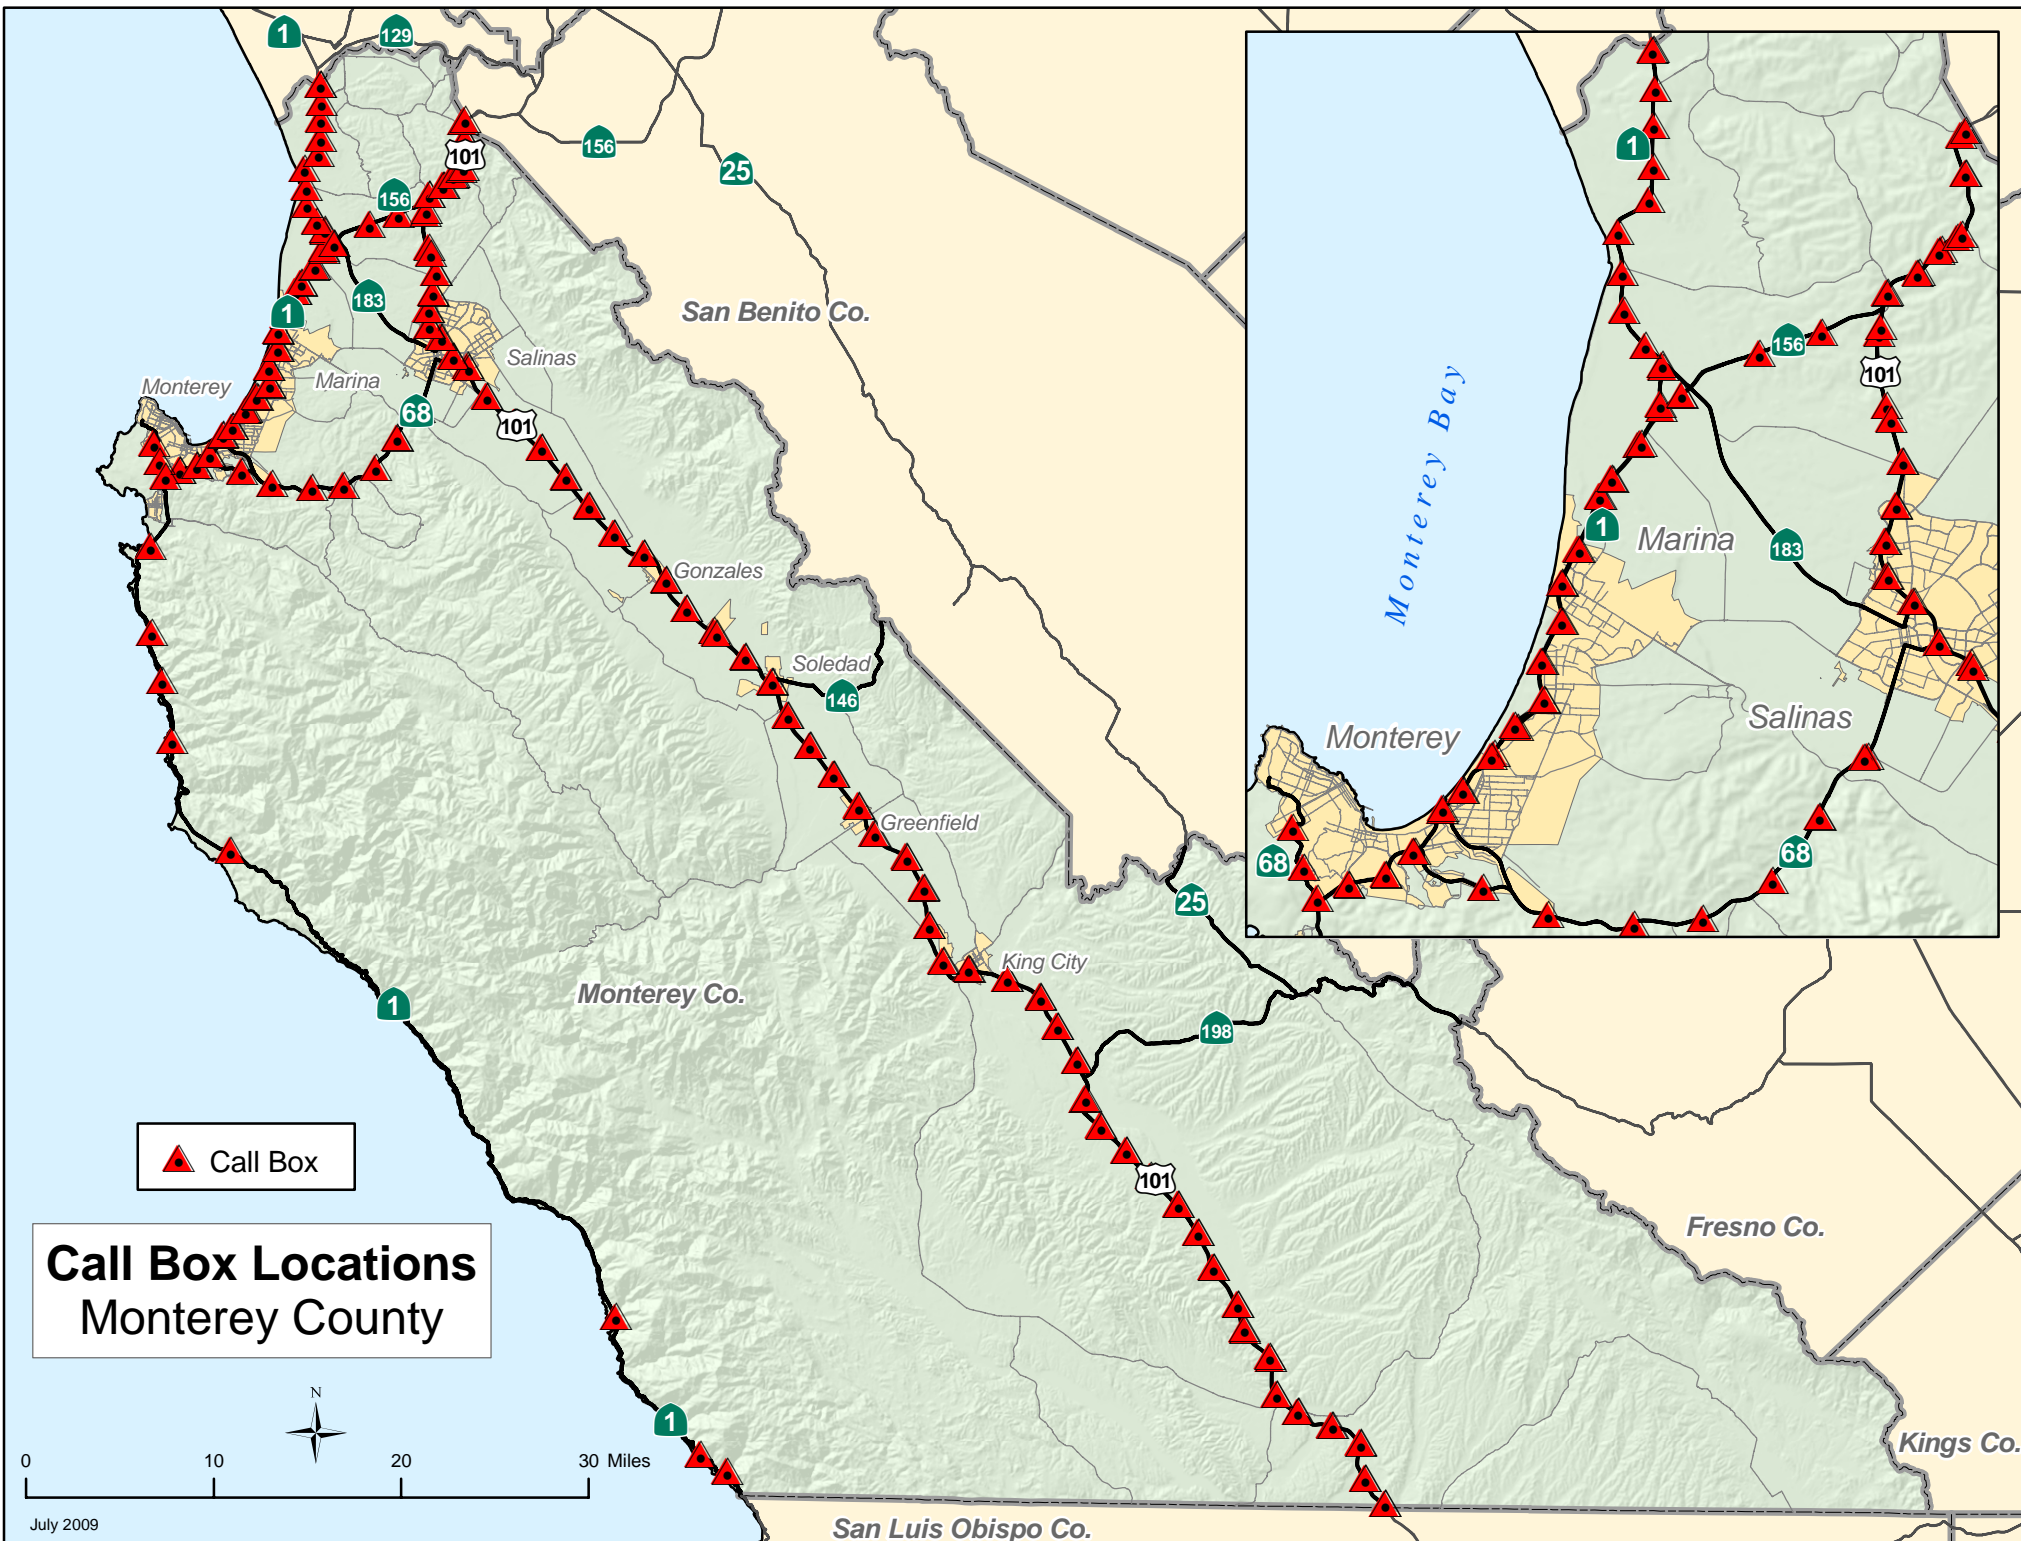 1
129
101
156
25
156
183
1
San Benito Co.
Salinas
Marina
Monterey
68
101
Gonzales
Soledad
146
Greenfield
25
King City
Monterey Co.
1
198
101
Fresno Co.
Kings Co.
San Luis Obispo Co.
1
Call Box
Call Box Locations
Monterey County
N
0 10 20 30 Miles
July 2009
1
156
101
Monterey Bay
1
Marina
183
Salinas
Monterey
68
68